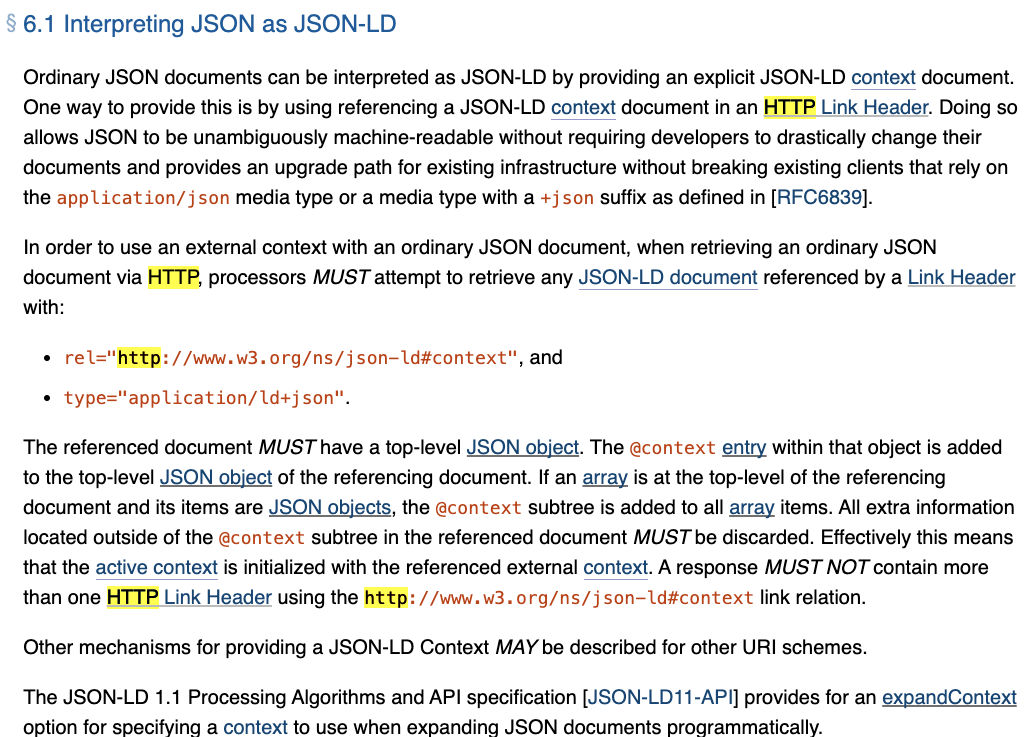 § 6.1 Interpreting JSON as JSON-LD
Ordinary JSON documents can be interpreted as JSON-LD by providing an explicit JSON-LD context document.
One way to provide this is by using referencing a JSON-LD context document in an HTTP Link Header. Doing so
allows JSON to be unambiguously machine-readable without requiring developers to drastically change their
documents and provides an upgrade path for existing infrastructure without breaking existing clients that rely on
the application/json media type or a media type with a +json suffix as defined in [RFC6839].
In order to use an external context with an ordinary JSON document, when retrieving an ordinary JSON
document via HTTP, processors MUST attempt to retrieve any JSON-LD document referenced by a Link Header
with:
• rel="http://www.w3.org/ns/json-ld#context", and
• type="application/ld+json".
The referenced document MUST have a top-level JSON object. The @context entry within that object is added
to the top-level JSON object of the referencing document. If an array is at the top-level of the referencing
document and its items are JSON objects, the @context subtree is added to all array items. All extra information
located outside of the @context subtree in the referenced document MUST be discarded. Effectively this means
that the active context is initialized with the referenced external context. A response MUST NOT contain more
than one HTTP Link Header using the http://www.w3.org/ns/json-ld#context link relation.
Other mechanisms for providing a JSON-LD Context MAY be described for other URI schemes.
The JSON-LD 1.1 Processing Algorithms and API specification [JSON-LD11-API] provides for an expandContext
option for specifying a context to use when expanding JSON documents programmatically.